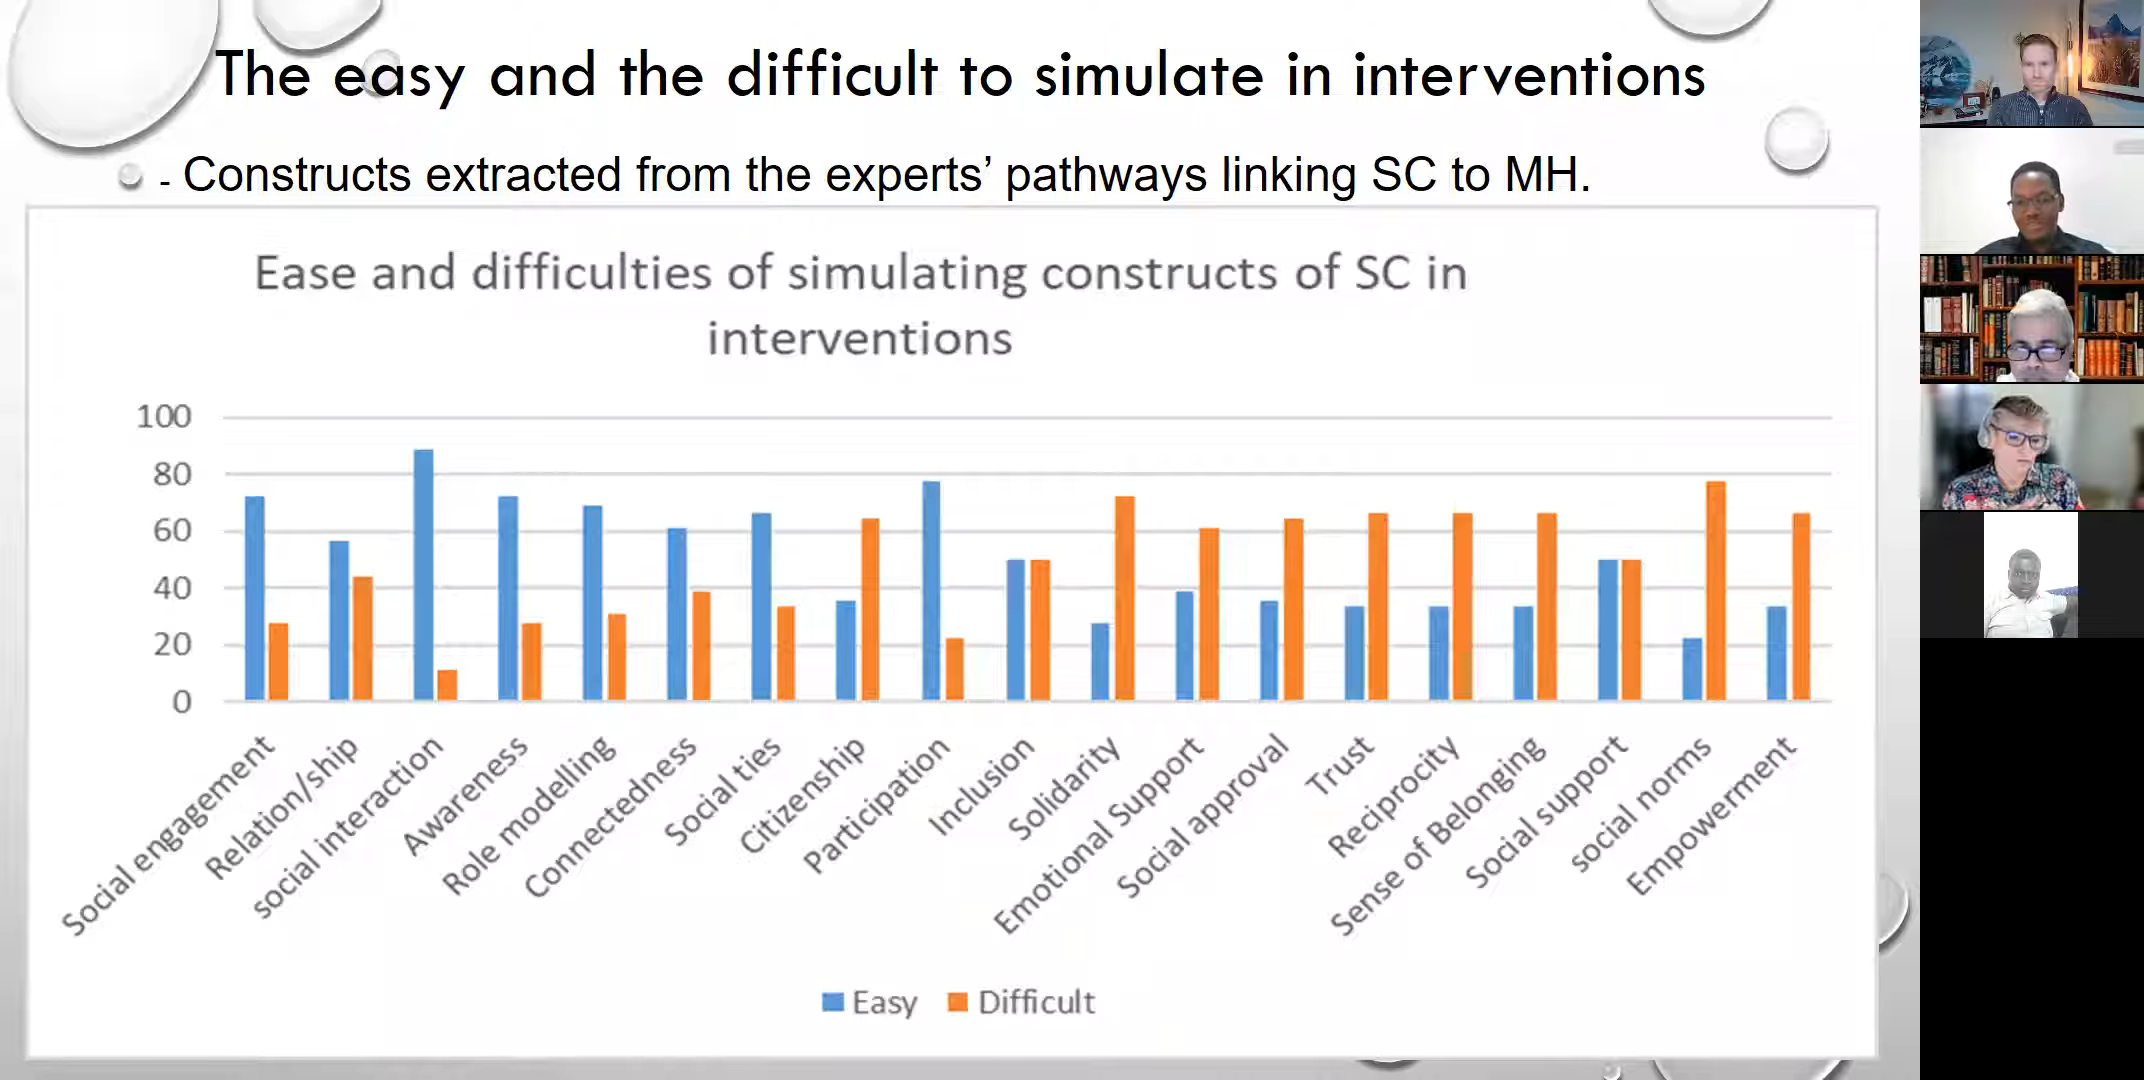 The easy and the difficult to simulate in interventions
- Constructs extracted from the experts’ pathways linking SC to MH.
Ease and difficulties of simulating constructs of SC in
interventions
100
80
60
40
20
0
Social engagement
Relation/ship
social interaction
Awareness
Role modelling
Connectedness
Social ties
Citizenship
Participation
Inclusion
Solidarity
Emotional Support
Social approval
Trust
Reciprocity
Sense of Belonging
Social support
social norms
Empowerment
Easy Difficult